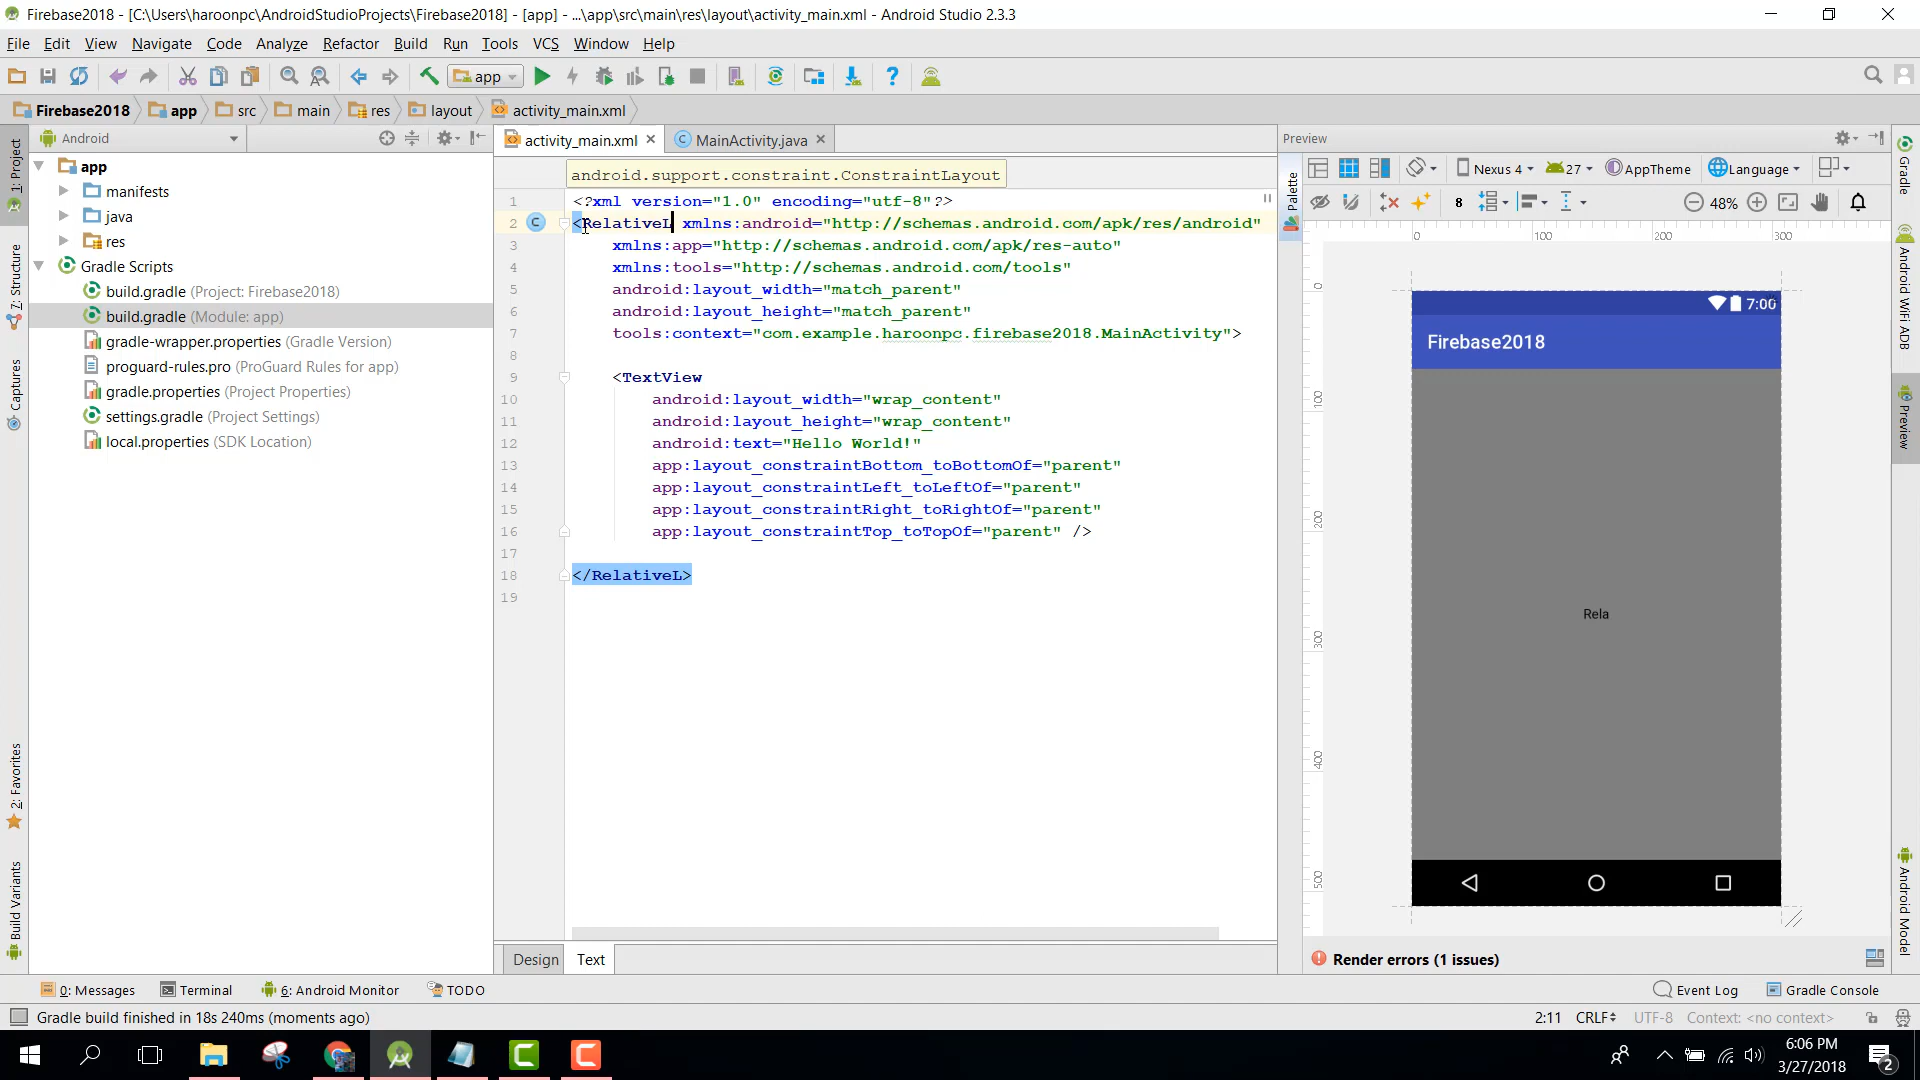 Firebase2018 - [C:\Users\haroonpc\AndroidStudioProjects\Firebase2018] - [app] - ...\app\src\main\res\layout\activity_main.xml - Android Studio 2.3.3
File Edit View Navigate Code Analyze Refactor Build Run Tools VCS Window Help
app
Firebase2018 app src main res layout activity_main.xml
Android
activity_main.xml MainActivity.java
Preview
app
manifests
java
res
Gradle Scripts
build.gradle (Project: Firebase2018)
build.gradle (Module: app)
gradle-wrapper.properties (Gradle Version)
proguard-rules.pro (ProGuard Rules for app)
gradle.properties (Project Properties)
settings.gradle (Project Settings)
local.properties (SDK Location)
1: Project
7: Structure
Captures
2: Favorites
Build Variants
android.support.constraint.ConstraintLayout
1 <?xml version="1.0" encoding="utf-8"?>
2 <RelativeL xmlns:android="http://schemas.android.com/apk/res/android"
3 xmlns:app="http://schemas.android.com/apk/res-auto"
4 xmlns:tools="http://schemas.android.com/tools"
5 android:layout_width="match_parent"
6 android:layout_height="match_parent"
7 tools:context="com.example.haroonpc.firebase2018.MainActivity">
8
9 <TextView
10 android:layout_width="wrap_content"
11 android:layout_height="wrap_content"
12 android:text="Hello World!"
13 app:layout_constraintBottom_toBottomOf="parent"
14 app:layout_constraintLeft_toLeftOf="parent"
15 app:layout_constraintRight_toRightOf="parent"
16 app:layout_constraintTop_toTopOf="parent" />
17
18 </RelativeL>
19
Design Text
Palette
Nexus 4 27 AppTheme Language
8 48%
0 100 200 300
0
100
200
300
400
500
7:00
Firebase2018
Rela
Render errors (1 issues)
Gradle
Android WiFi ADB
Preview
Android Model
0: Messages Terminal 6: Android Monitor TODO Event Log Gradle Console
Gradle build finished in 18s 240ms (moments ago) 2:11 CRLF UTF-8 Context: <no context>
6:06 PM
3/27/2018
2